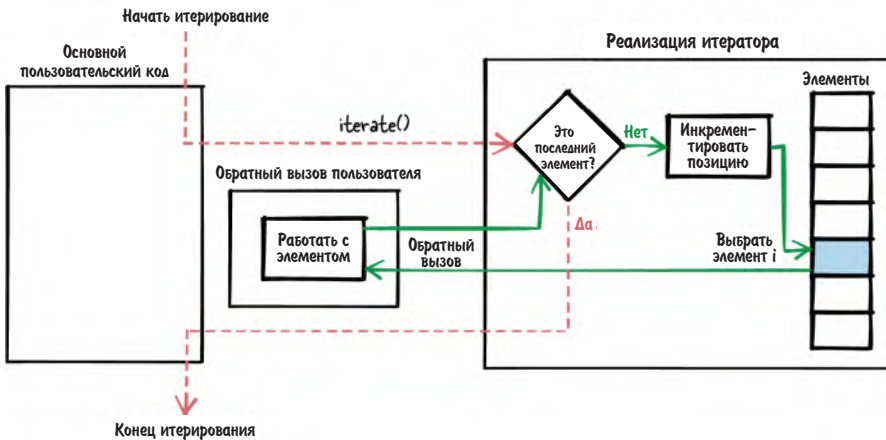 Начать итерирование
Основной
пользовательский код
Реализация итератора
Элементы
iterate()
Это
последний
элемент?
Нет
Инкремен-
тировать
позицию
Обратный вызов пользователя
Работать с
элементом
Обратный
вызов
Да
Выбрать
элемент i
Конец итерирования